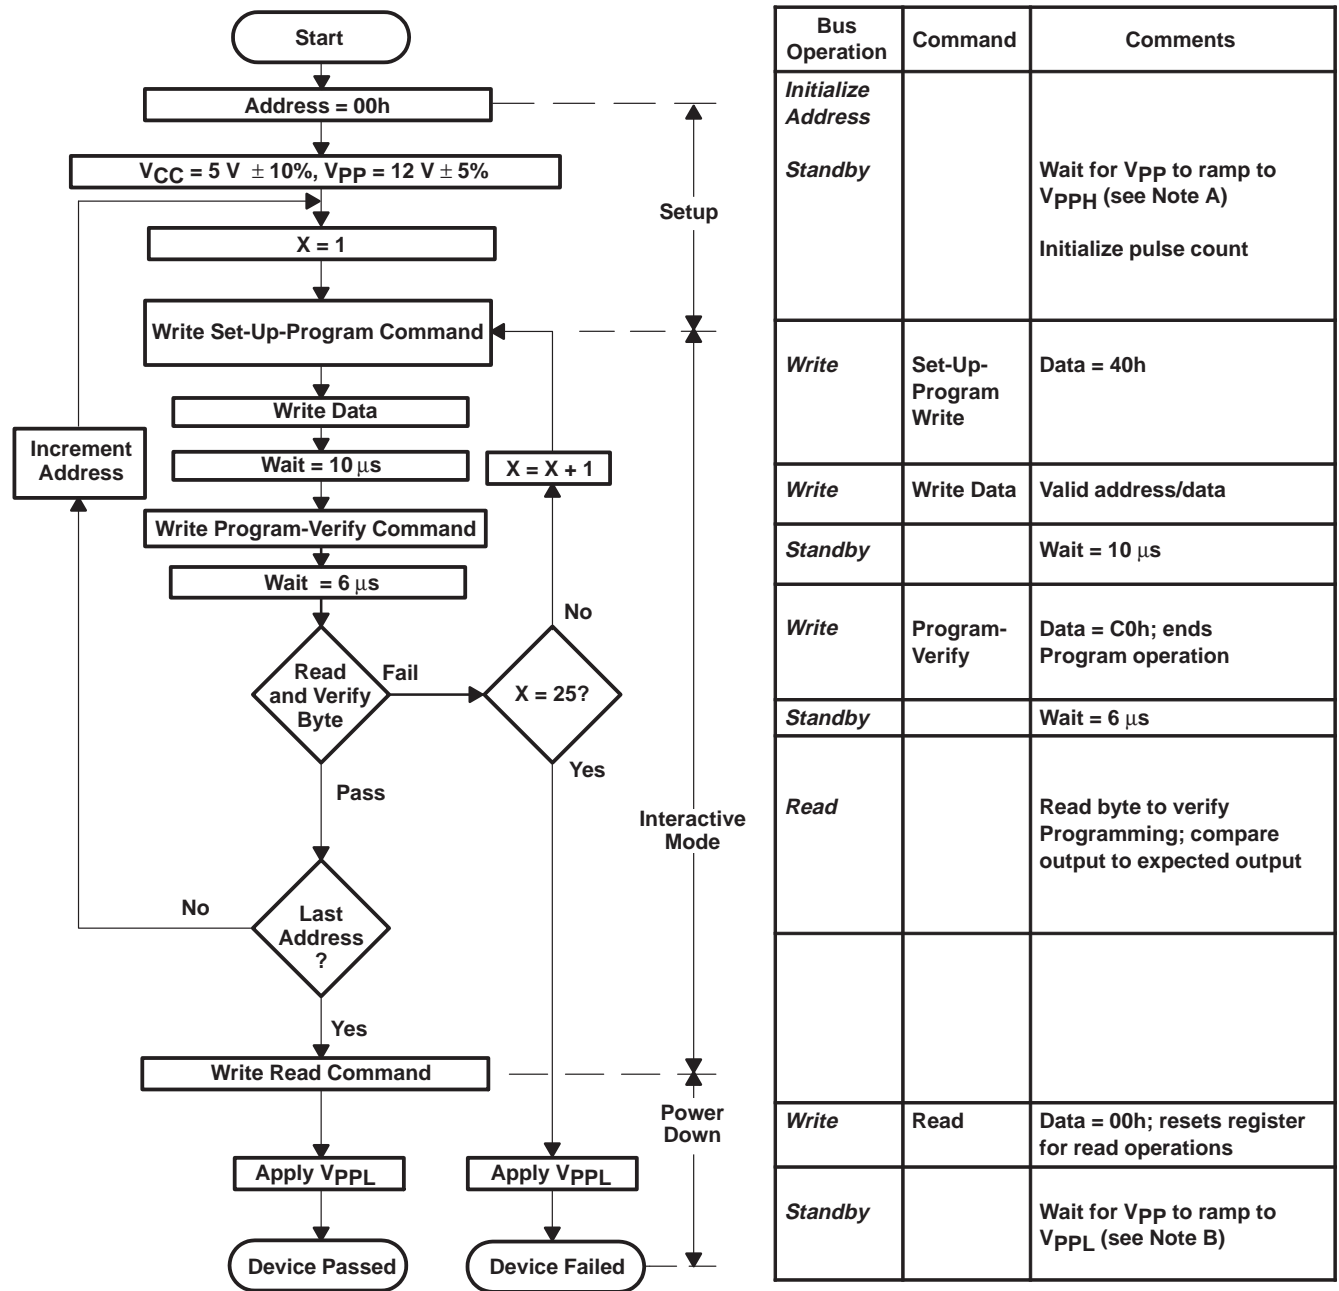 Start
Address = 00h
VCC = 5 V ± 10%, VPP = 12 V ± 5%
X = 1
Write Set-Up-Program Command
Write Data
Wait = 10 μs
Write Program-Verify Command
Wait = 6 μs
Read
and Verify
Byte
Fail
Pass
X = 25?
No
Yes
X = X + 1
Increment
Address
Last
Address
?
No
Yes
Write Read Command
Apply VPPL
Apply VPPL
Device Passed
Device Failed
Setup
Interactive
Mode
Power
Down
Bus
Operation
Command
Comments
Initialize
Address
Standby
Wait for VPP to ramp to
VPPH (see Note A)
Initialize pulse count
Write
Set-Up-
Program
Write
Data = 40h
Write
Write Data
Valid address/data
Standby
Wait = 10 μs
Write
Program-
Verify
Data = C0h; ends
Program operation
Standby
Wait = 6 μs
Read
Read byte to verify
Programming; compare
output to expected output
Write
Read
Data = 00h; resets register
for read operations
Standby
Wait for VPP to ramp to
VPPL (see Note B)